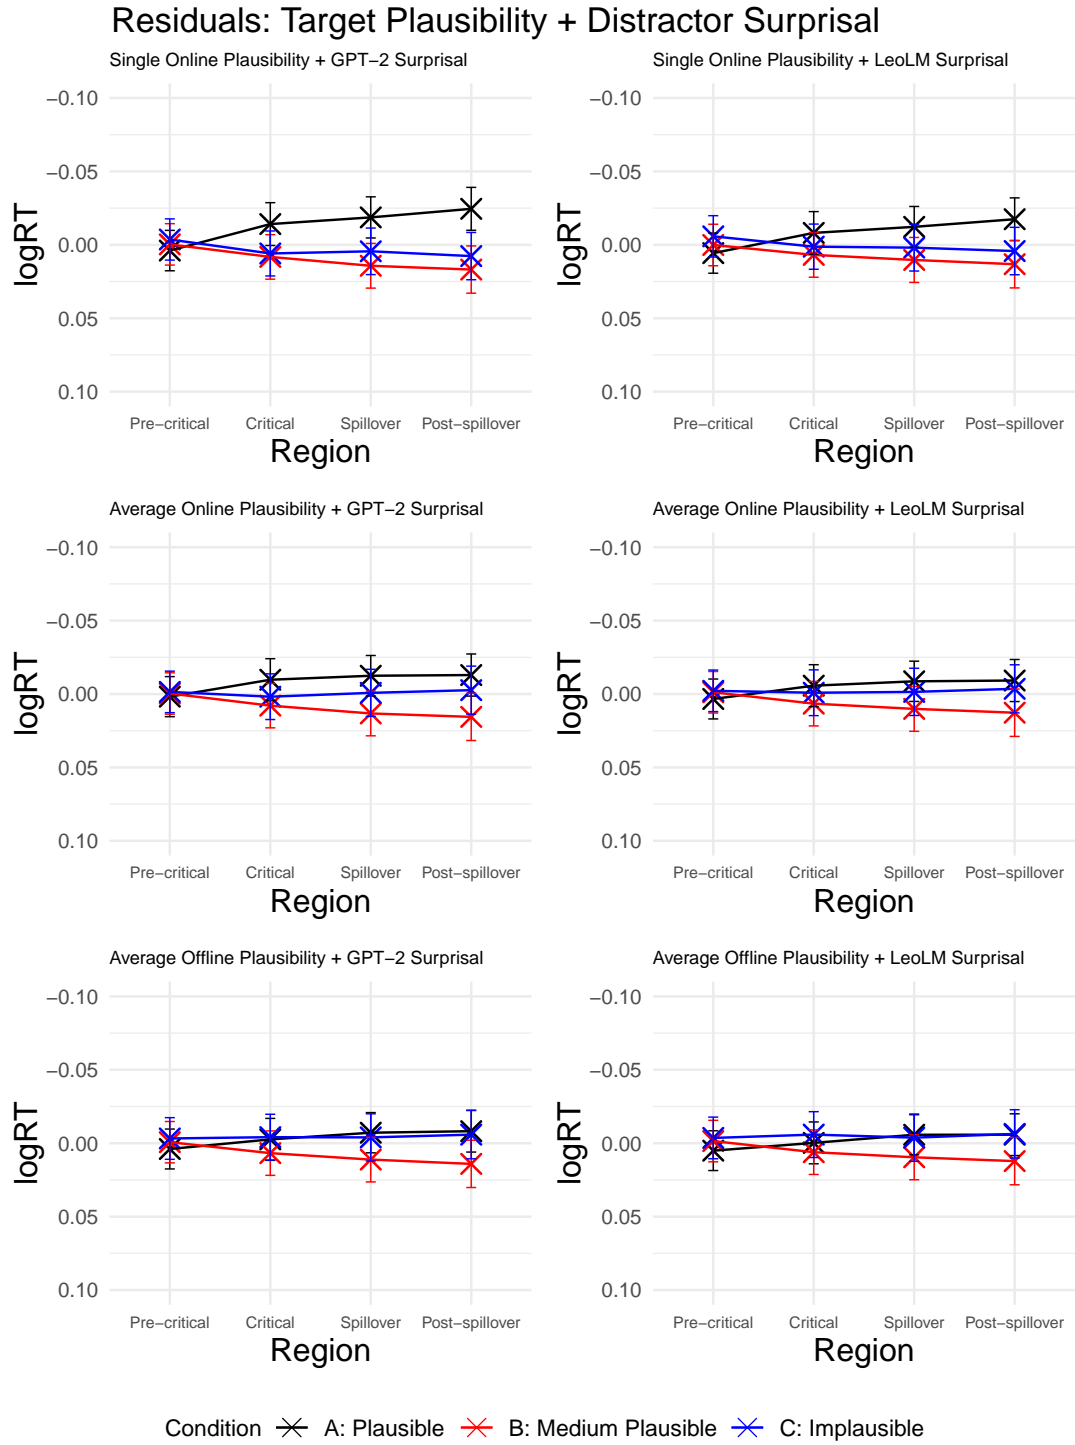 Residuals: Target Plausibility + Distractor Surprisal
Single Online Plausibility + GPT−2 Surprisal
−0.10
−0.05
0.00
0.05
0.10
logRT
Pre−critical Critical Spillover Post−spillover
Region
Single Online Plausibility + LeoLM Surprisal
−0.10
−0.05
0.00
0.05
0.10
logRT
Pre−critical Critical Spillover Post−spillover
Region
Average Online Plausibility + GPT−2 Surprisal
−0.10
−0.05
0.00
0.05
0.10
logRT
Pre−critical Critical Spillover Post−spillover
Region
Average Online Plausibility + LeoLM Surprisal
−0.10
−0.05
0.00
0.05
0.10
logRT
Pre−critical Critical Spillover Post−spillover
Region
Average Offline Plausibility + GPT−2 Surprisal
−0.10
−0.05
0.00
0.05
0.10
logRT
Pre−critical Critical Spillover Post−spillover
Region
Average Offline Plausibility + LeoLM Surprisal
−0.10
−0.05
0.00
0.05
0.10
logRT
Pre−critical Critical Spillover Post−spillover
Region
Condition A: Plausible B: Medium Plausible C: Implausible